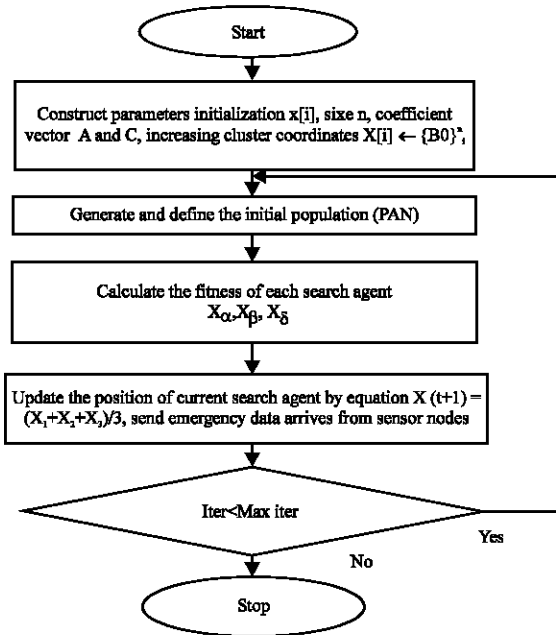 Start
Construct parameters initialization x[i], sixe n, coefficient
vector A and C, increasing cluster coordinates X[i] ← {B0}ⁿ₁
Generate and define the initial population (PAN)
Calculate the fitness of each search agent
Xα,Xβ, Xδ
Update the position of current search agent by equation X (t+1) =
(X₁+X₂+X₃)/3, send emergency data arrives from sensor nodes
Iter<Max iter
Yes
No
Stop